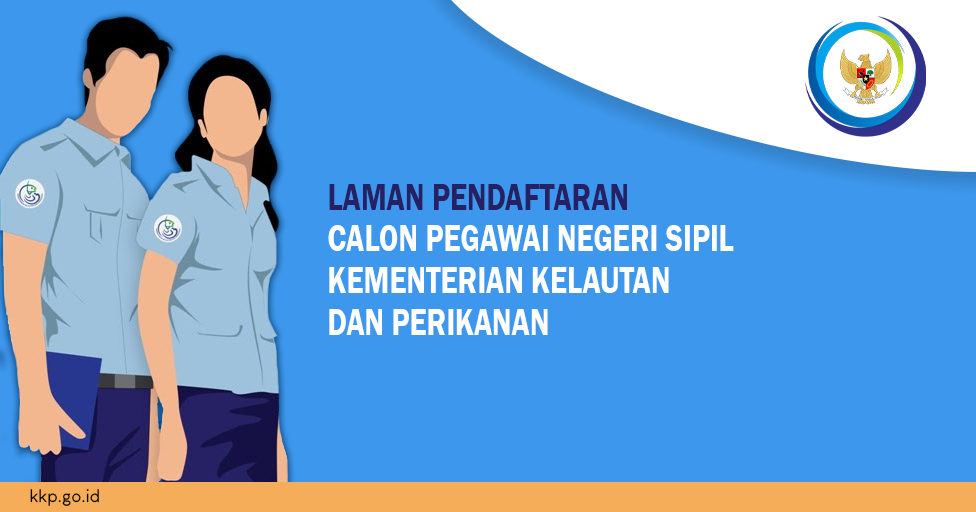 LAMAN PENDAFTARAN
CALON PEGAWAI NEGERI SIPIL
KEMENTERIAN KELAUTAN
DAN PERIKANAN
kkp.go.id